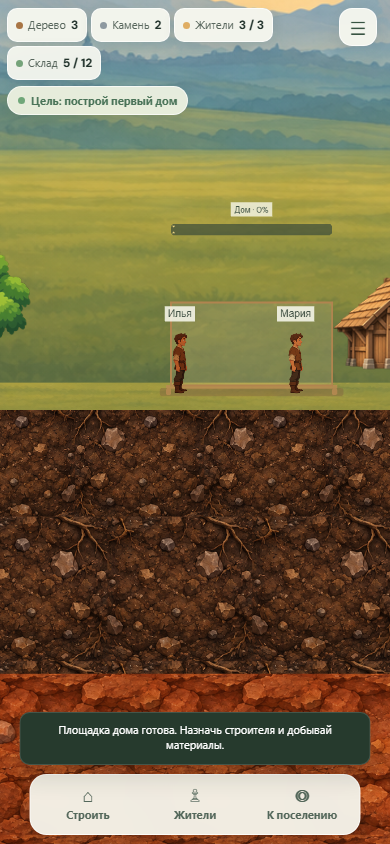 Дерево 3
Камень 2
Жители 3 / 3
Склад 5 / 12
Цель: построй первый дом
Дом · 0%
Илья
Мария
Площадка дома готова. Назначь строителя и добывай
материалы.
Строить
Жители
К поселению